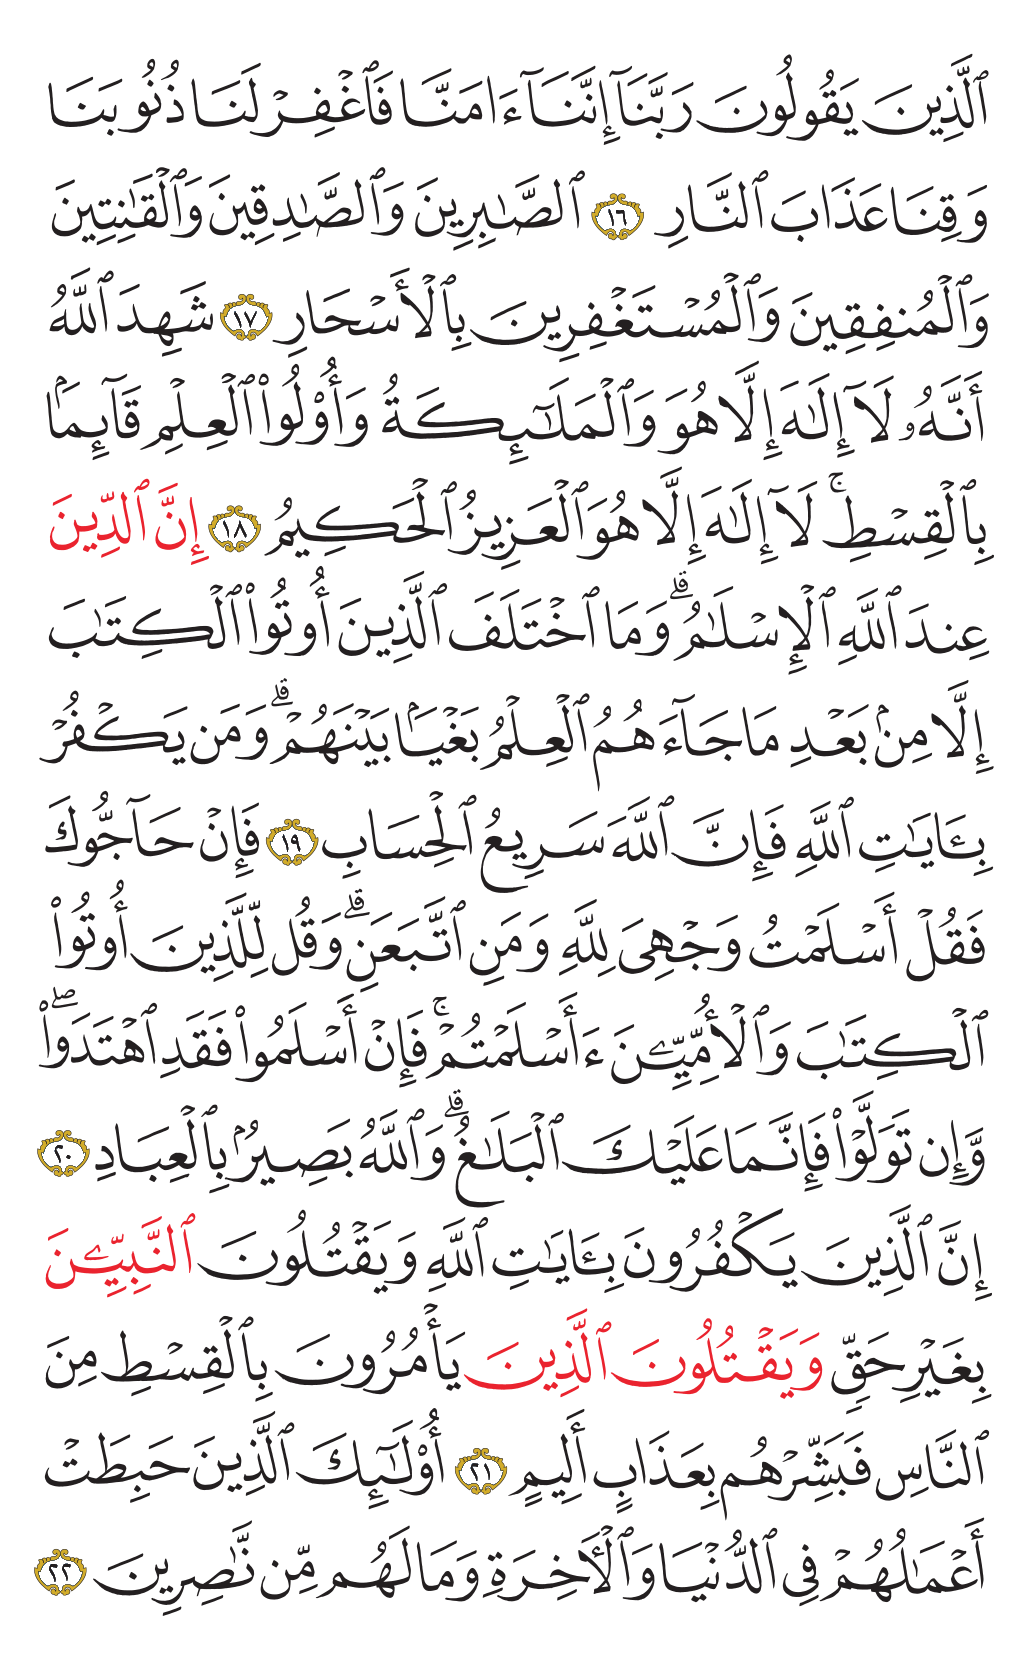 ٱلَّذِينَ يَقُولُونَ رَبَّنَآ إِنَّنَآ ءَامَنَّا فَٱغْفِرْ لَنَا ذُنُوبَنَا
وَقِنَا عَذَابَ ٱلنَّارِ ١٦ ٱلصَّـٰبِرِينَ وَٱلصَّـٰدِقِينَ وَٱلْقَـٰنِتِينَ
وَٱلْمُنفِقِينَ وَٱلْمُسْتَغْفِرِينَ بِٱلْأَسْحَارِ ١٧ شَهِدَ ٱللَّهُ
أَنَّهُۥ لَآ إِلَـٰهَ إِلَّا هُوَ وَٱلْمَلَـٰٓئِكَةُ وَأُو۟لُوا۟ ٱلْعِلْمِ قَآئِمًۢا
بِٱلْقِسْطِ ۚ لَآ إِلَـٰهَ إِلَّا هُوَ ٱلْعَزِيزُ ٱلْحَكِيمُ ١٨ إِنَّ ٱلدِّينَ
عِندَ ٱللَّهِ ٱلْإِسْلَـٰمُ ۗ وَمَا ٱخْتَلَفَ ٱلَّذِينَ أُوتُوا۟ ٱلْكِتَـٰبَ
إِلَّا مِنۢ بَعْدِ مَا جَآءَهُمُ ٱلْعِلْمُ بَغْيًۢا بَيْنَهُمْ ۗ وَمَن يَكْفُرْ
بِـَٔايَـٰتِ ٱللَّهِ فَإِنَّ ٱللَّهَ سَرِيعُ ٱلْحِسَابِ ١٩ فَإِنْ حَآجُّوكَ
فَقُلْ أَسْلَمْتُ وَجْهِىَ لِلَّهِ وَمَنِ ٱتَّبَعَنِ ۗ وَقُل لِّلَّذِينَ أُوتُوا۟
ٱلْكِتَـٰبَ وَٱلْأُمِّيِّـۧنَ ءَأَسْلَمْتُمْ ۚ فَإِنْ أَسْلَمُوا۟ فَقَدِ ٱهْتَدَوا۟ ۖ
وَّإِن تَوَلَّوْا۟ فَإِنَّمَا عَلَيْكَ ٱلْبَلَـٰغُ ۗ وَٱللَّهُ بَصِيرٌۢ بِٱلْعِبَادِ ٢٠
إِنَّ ٱلَّذِينَ يَكْفُرُونَ بِـَٔايَـٰتِ ٱللَّهِ وَيَقْتُلُونَ ٱلنَّبِيِّـۧنَ
بِغَيْرِ حَقٍّ وَيَقْتُلُونَ ٱلَّذِينَ يَأْمُرُونَ بِٱلْقِسْطِ مِنَ
ٱلنَّاسِ فَبَشِّرْهُم بِعَذَابٍ أَلِيمٍ ٢١ أُو۟لَـٰٓئِكَ ٱلَّذِينَ حَبِطَتْ
أَعْمَـٰلُهُمْ فِى ٱلدُّنْيَا وَٱلْـَٔاخِرَةِ وَمَا لَهُم مِّن نَّـٰصِرِينَ ٢٢